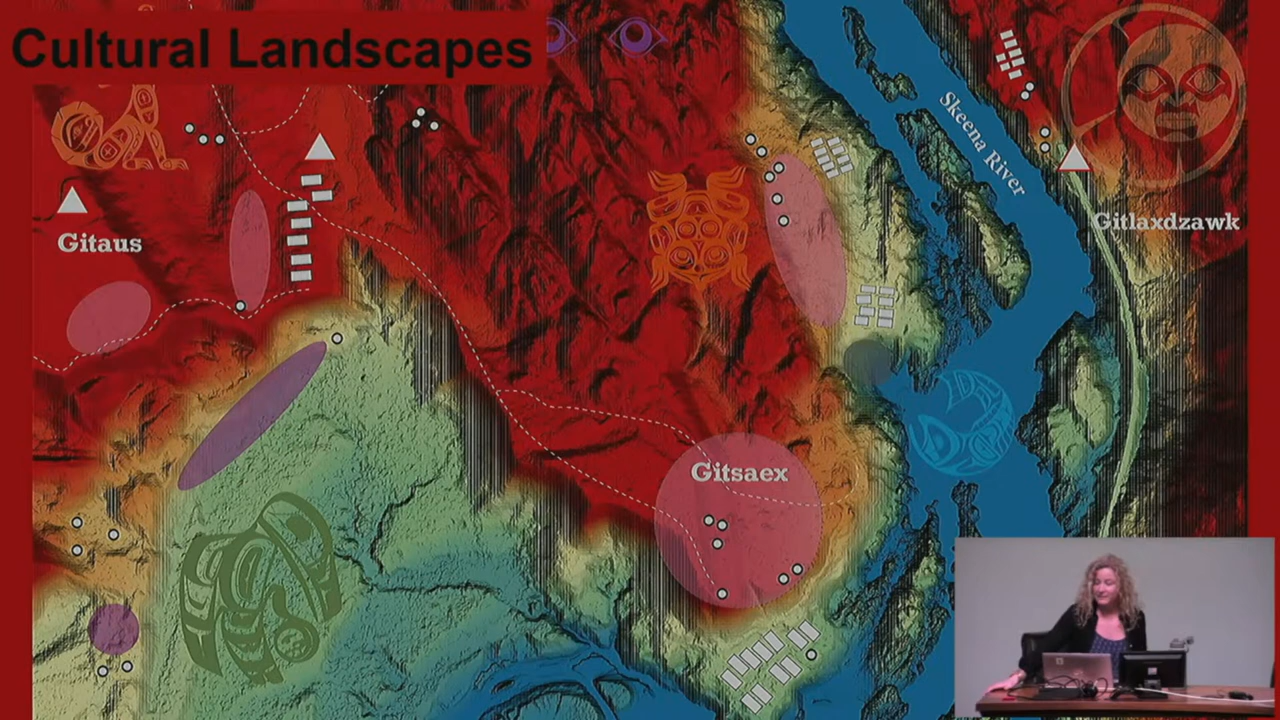 Cultural Landscapes
Skeena River
Gitaus
Gitlaxdzawk
Gitsaex